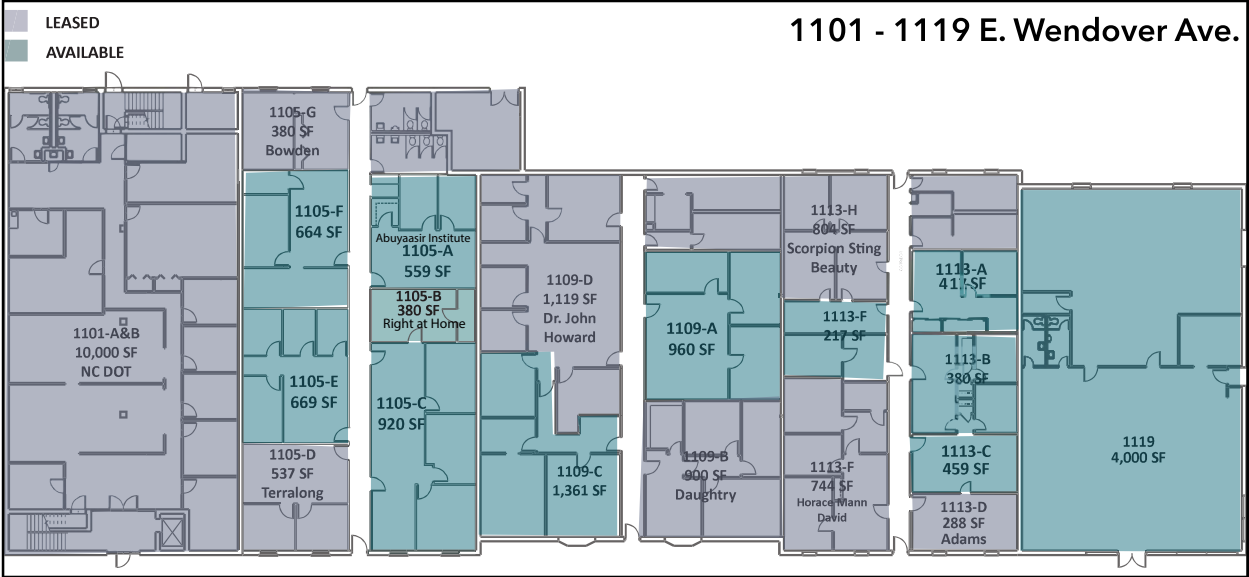 LEASED
AVAILABLE
1101 - 1119 E. Wendover Ave.
1101-A&B
10,000 SF
NC DOT
1105-G
380 SF
Bowden
1105-F
664 SF
1105-E
669 SF
1105-D
537 SF
Terralong
Abuyaasir Institute
1105-A
559 SF
1105-B
380 SF
Right at Home
1105-C
920 SF
1109-D
1,119 SF
Dr. John
Howard
1109-C
1,361 SF
1109-A
960 SF
1109-B
900 SF
Daughtry
1113-H
804 SF
Scorpion Sting
Beauty
1113-F
217 SF
1113-F
744 SF
Horace Mann
David
1113-A
417 SF
1113-B
380 SF
1113-C
459 SF
1113-D
288 SF
Adams
1119
4,000 SF